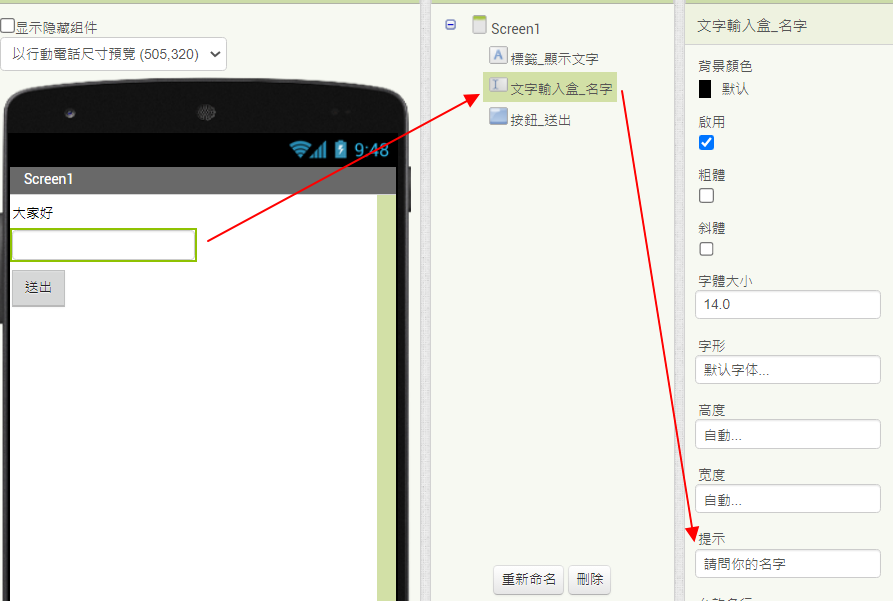 显示隐藏组件
以行動電話尺寸預覽 (505,320)
9:48
Screen1
大家好
送出
Screen1
標籤_顯示文字
文字輸入盒_名字
按鈕_送出
重新命名
刪除
文字輸入盒_名字
背景顏色
默认
啟用
粗體
斜體
字體大小
14.0
字形
默认字体...
高度
自動...
宽度
自動...
提示
請問你的名字